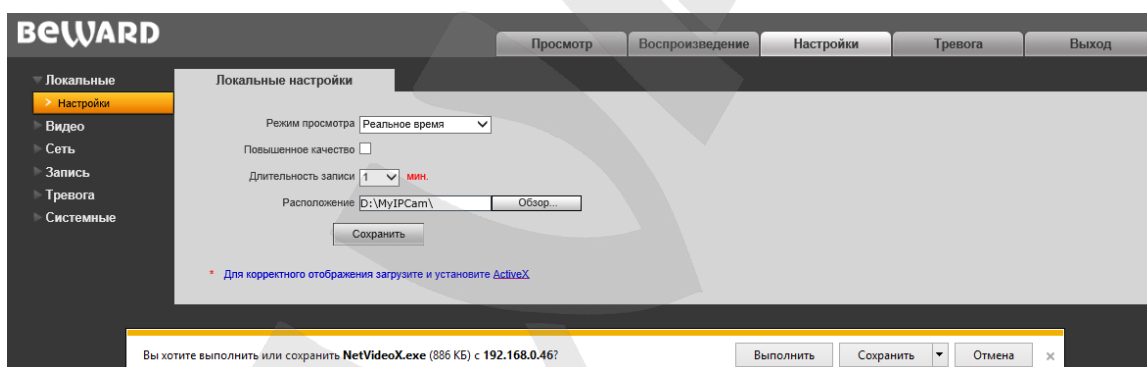 BEWARD
Просмотр Воспроизведение Настройки Тревога Выход
Локальные
> Настройки
Видео
Сеть
Запись
Тревога
Системные
Локальные настройки
Режим просмотра Реальное время
Повышенное качество
Длительность записи 1 мин.
Расположение D:\MyIPCam\ Обзор...
Сохранить
* Для корректного отображения загрузите и установите ActiveX
Вы хотите выполнить или сохранить NetVideoX.exe (886 КБ) с 192.168.0.46? Выполнить Сохранить Отмена ×